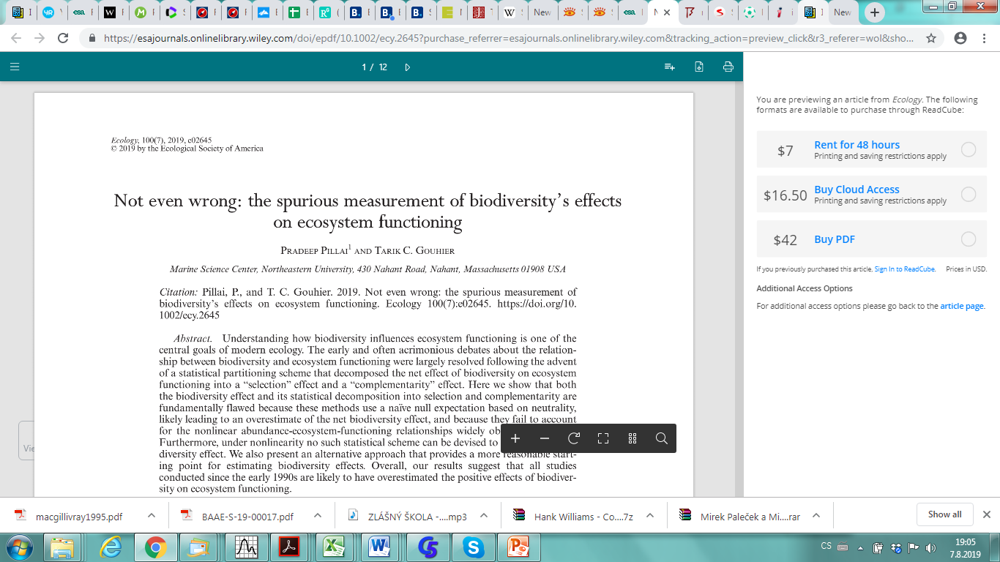 New
New
https://esajournals.onlinelibrary.wiley.com/doi/epdf/10.1002/ecy.2645?purchase_referrer=esajournals.onlinelibrary.wiley.com&tracking_action=preview_click&r3_referer=wol&sho...
1 / 12
Ecology, 100(7), 2019, e02645
© 2019 by the Ecological Society of America
Not even wrong: the spurious measurement of biodiversity's effects
on ecosystem functioning
PRADEEP PILLAI1 AND TARIK C. GOUHIER
Marine Science Center, Northeastern University, 430 Nahant Road, Nahant, Massachusetts 01908 USA
Citation: Pillai, P., and T. C. Gouhier. 2019. Not even wrong: the spurious measurement of
biodiversity's effects on ecosystem functioning. Ecology 100(7):e02645. https://doi.org/10.
1002/ecy.2645
Abstract. Understanding how biodiversity influences ecosystem functioning is one of the
central goals of modern ecology. The early and often acrimonious debates about the relation-
ship between biodiversity and ecosystem functioning were largely resolved following the advent
of a statistical partitioning scheme that decomposed the net effect of biodiversity on ecosystem
functioning into a "selection" effect and a "complementarity" effect. Here we show that both
the biodiversity effect and its statistical decomposition into selection and complementarity are
fundamentally flawed because these methods use a naïve null expectation based on neutrality,
likely leading to an overestimate of the net biodiversity effect, and because they fail to account
for the nonlinear abundance-ecosystem-functioning relationships widely ob
Furthermore, under nonlinearity no such statistical scheme can be devised to
diversity effect. We also present an alternative approach that provides a more reasonable start-
ing point for estimating biodiversity effects. Overall, our results suggest that all studies
conducted since the early 1990s are likely to have overestimated the positive effects of biodiver-
sity on ecosystem functioning.
Vie
You are previewing an article from Ecology. The following
formats are available to purchase through ReadCube:
$7 Rent for 48 hours
Printing and saving restrictions apply
$16.50 Buy Cloud Access
Printing and saving restrictions apply
$42 Buy PDF
If you previously purchased this article, Sign In to ReadCube. Prices in USD.
Additional Access Options
For additional access options please go back to the article page.
macgillivray1995.pdf
BAAE-S-19-00017.pdf
ZLÁŠNÝ ŠKOLA -....mp3
Hank Williams - Co....7z
Mirek Paleček a Mi....rar
Show all
CS
19:05
7.8.2019